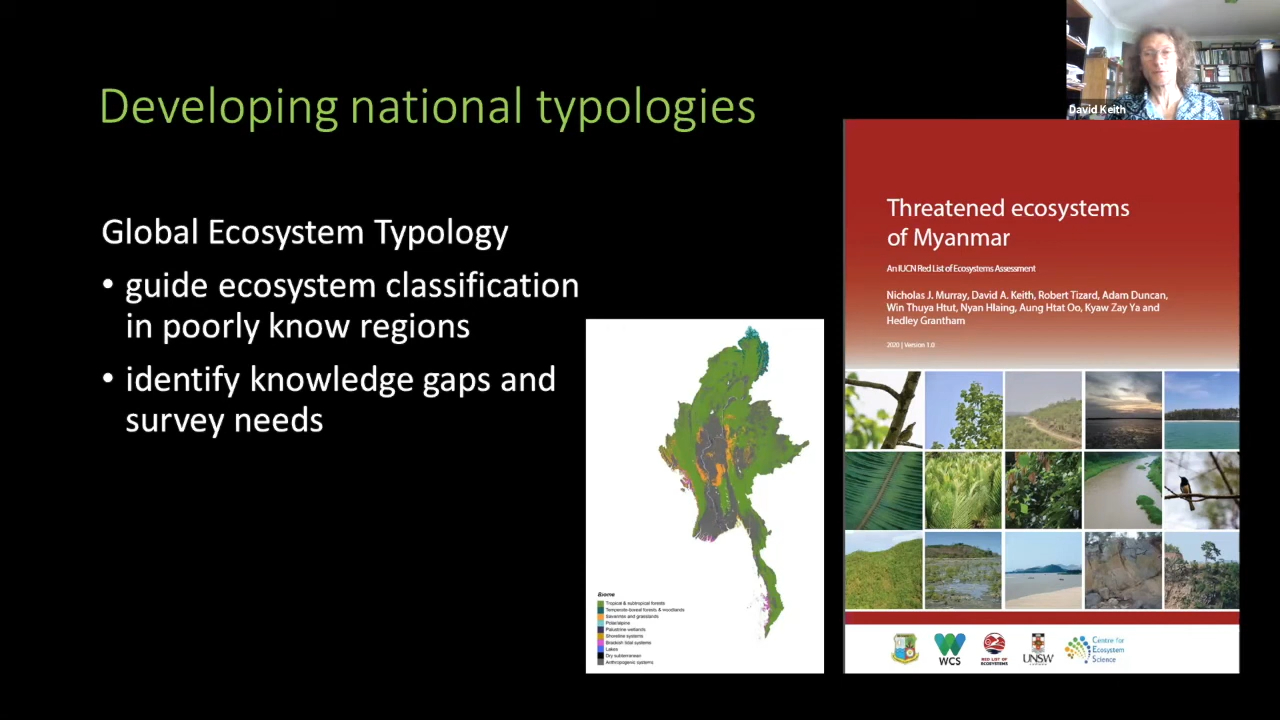 David Keith
Developing national typologies
Global Ecosystem Typology
• guide ecosystem classification
in poorly know regions
• identify knowledge gaps and
survey needs
Biome
Tropical & subtropical forests
Temperate-boreal forests & woodlands
Savannas and grasslands
Polar/alpine
Palustrine wetlands
Shoreline systems
Brackish tidal systems
Lakes
Dry subterranean
Anthropogenic systems
Threatened ecosystems
of Myanmar
An IUCN Red List of Ecosystems Assessment
Nicholas J. Murray, David A. Keith, Robert Tizard, Adam Duncan,
Win Thuya Htut, Nyan Hlaing, Aung Htat Oo, Kyaw Zay Ya and
Hedley Grantham
2020 | Version 1.0
WCS
RED LIST OF
ECOSYSTEMS
UNSW
Centre for
Ecosystem
Science